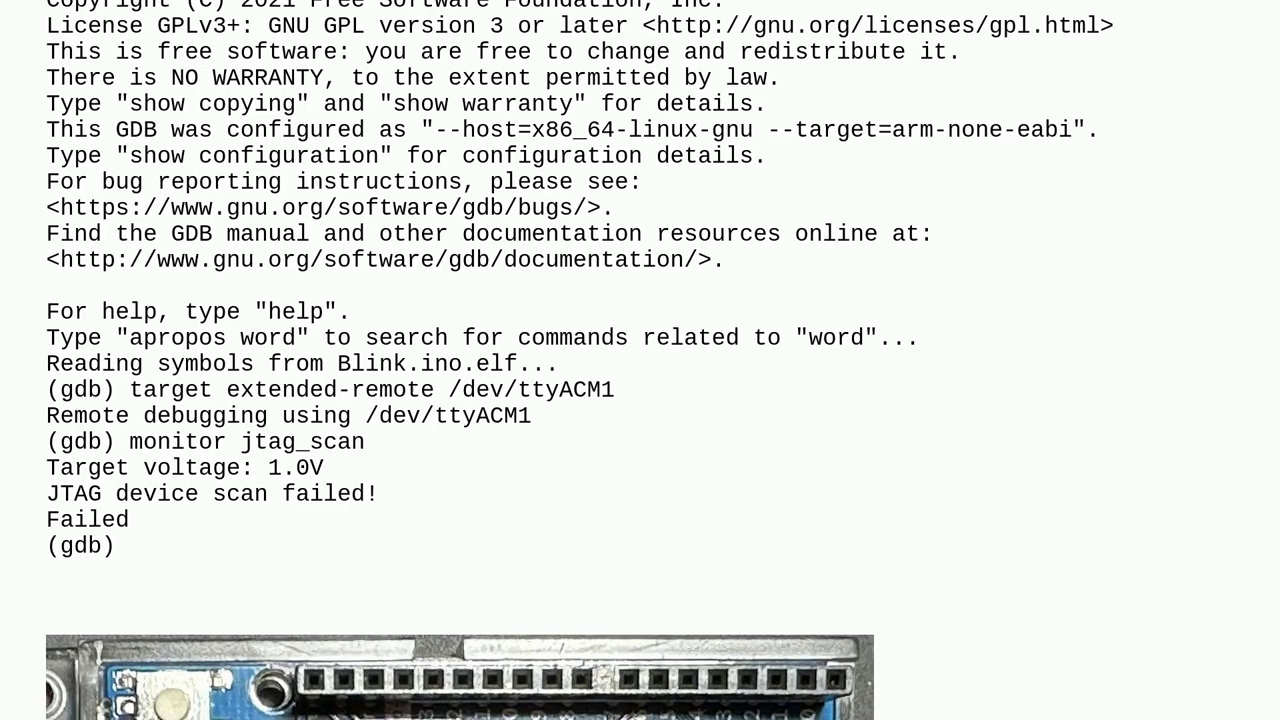 Copyright (C) 2021 Free Software Foundation, Inc.
License GPLv3+: GNU GPL version 3 or later <http://gnu.org/licenses/gpl.html>
This is free software: you are free to change and redistribute it.
There is NO WARRANTY, to the extent permitted by law.
Type "show copying" and "show warranty" for details.
This GDB was configured as "--host=x86_64-linux-gnu --target=arm-none-eabi".
Type "show configuration" for configuration details.
For bug reporting instructions, please see:
<https://www.gnu.org/software/gdb/bugs/>.
Find the GDB manual and other documentation resources online at:
<http://www.gnu.org/software/gdb/documentation/>.
For help, type "help".
Type "apropos word" to search for commands related to "word"...
Reading symbols from Blink.ino.elf...
(gdb) target extended-remote /dev/ttyACM1
Remote debugging using /dev/ttyACM1
(gdb) monitor jtag_scan
Target voltage: 1.0V
JTAG device scan failed!
Failed
(gdb)